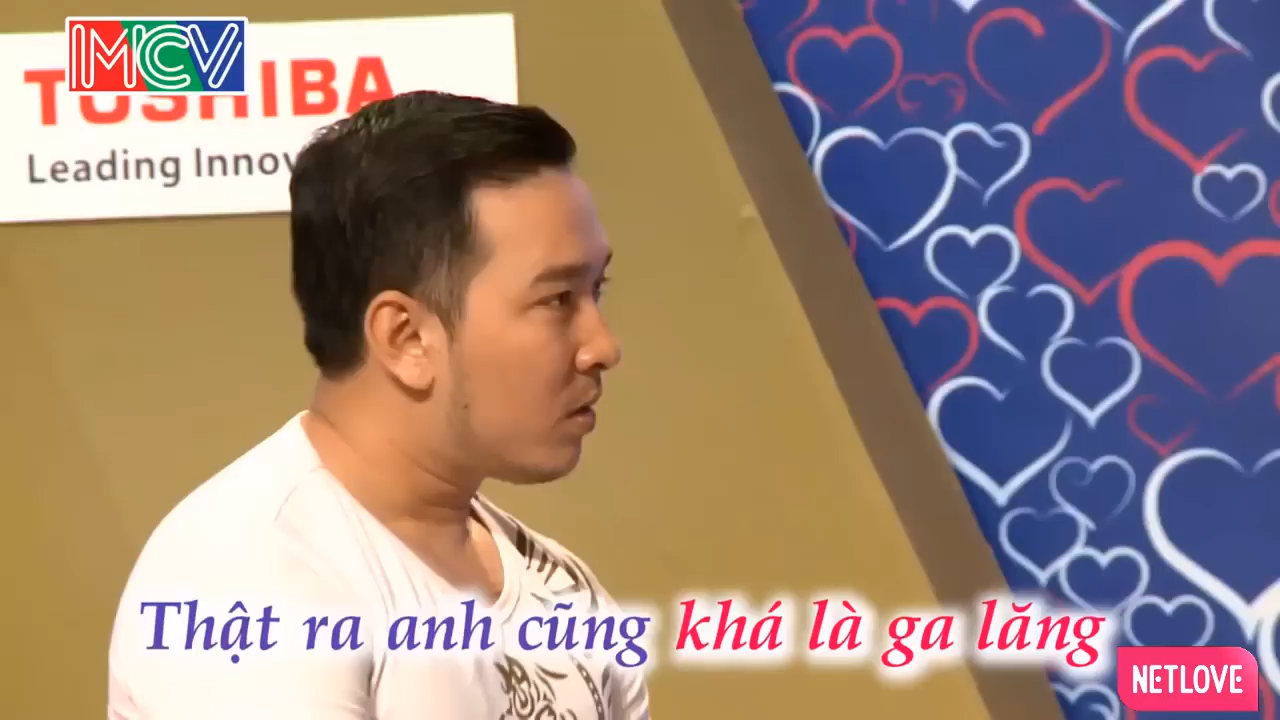 MCV
TOSHIBA
Leading Innov
Thật ra anh cũng khá là ga lăng
NETLOVE